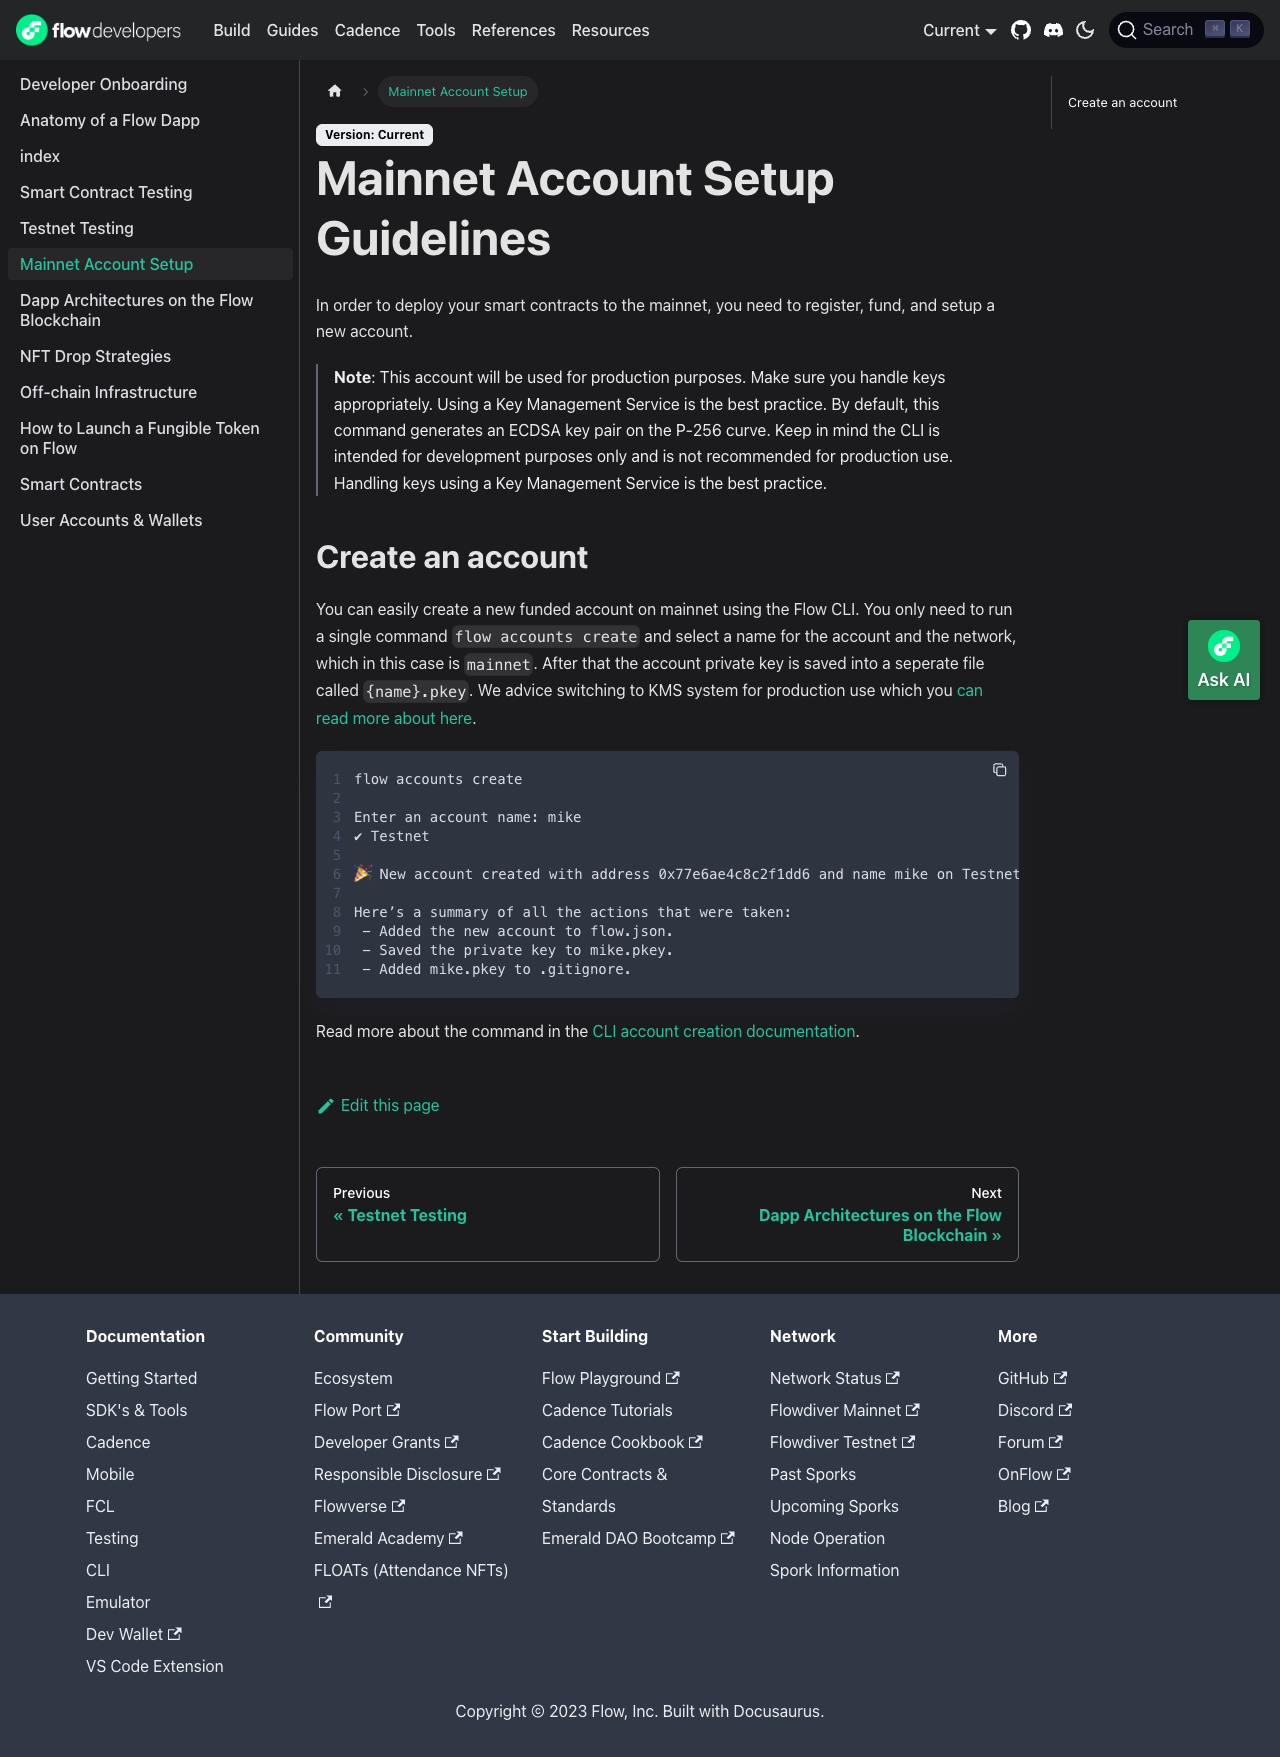 flowdevelopers
Build Guides Cadence Tools References Resources
Current
Search ⌘ K
Developer Onboarding
Anatomy of a Flow Dapp
index
Smart Contract Testing
Testnet Testing
Mainnet Account Setup
Dapp Architectures on the Flow
Blockchain
NFT Drop Strategies
Off-chain Infrastructure
How to Launch a Fungible Token
on Flow
Smart Contracts
User Accounts & Wallets
Mainnet Account Setup
Version: Current
Mainnet Account Setup
Guidelines
In order to deploy your smart contracts to the mainnet, you need to register, fund, and setup a
new account.
Note: This account will be used for production purposes. Make sure you handle keys
appropriately. Using a Key Management Service is the best practice. By default, this
command generates an ECDSA key pair on the P-256 curve. Keep in mind the CLI is
intended for development purposes only and is not recommended for production use.
Handling keys using a Key Management Service is the best practice.
Create an account
You can easily create a new funded account on mainnet using the Flow CLI. You only need to run
a single command flow accounts create and select a name for the account and the network,
which in this case is mainnet. After that the account private key is saved into a seperate file
called {name}.pkey. We advice switching to KMS system for production use which you can
read more about here.
1 flow accounts create
2
3 Enter an account name: mike
4 ✔ Testnet
5
6 🎉 New account created with address 0x77e6ae4c8c2f1dd6 and name mike on Testnet
7
8 Here’s a summary of all the actions that were taken:
9 - Added the new account to flow.json.
10 - Saved the private key to mike.pkey.
11 - Added mike.pkey to .gitignore.
Read more about the command in the CLI account creation documentation.
Edit this page
Previous
« Testnet Testing
Next
Dapp Architectures on the Flow
Blockchain »
Create an account
Ask AI
Documentation
Getting Started
SDK's & Tools
Cadence
Mobile
FCL
Testing
CLI
Emulator
Dev Wallet
VS Code Extension
Community
Ecosystem
Flow Port
Developer Grants
Responsible Disclosure
Flowverse
Emerald Academy
FLOATs (Attendance NFTs)
Start Building
Flow Playground
Cadence Tutorials
Cadence Cookbook
Core Contracts &
Standards
Emerald DAO Bootcamp
Network
Network Status
Flowdiver Mainnet
Flowdiver Testnet
Past Sporks
Upcoming Sporks
Node Operation
Spork Information
More
GitHub
Discord
Forum
OnFlow
Blog
Copyright © 2023 Flow, Inc. Built with Docusaurus.